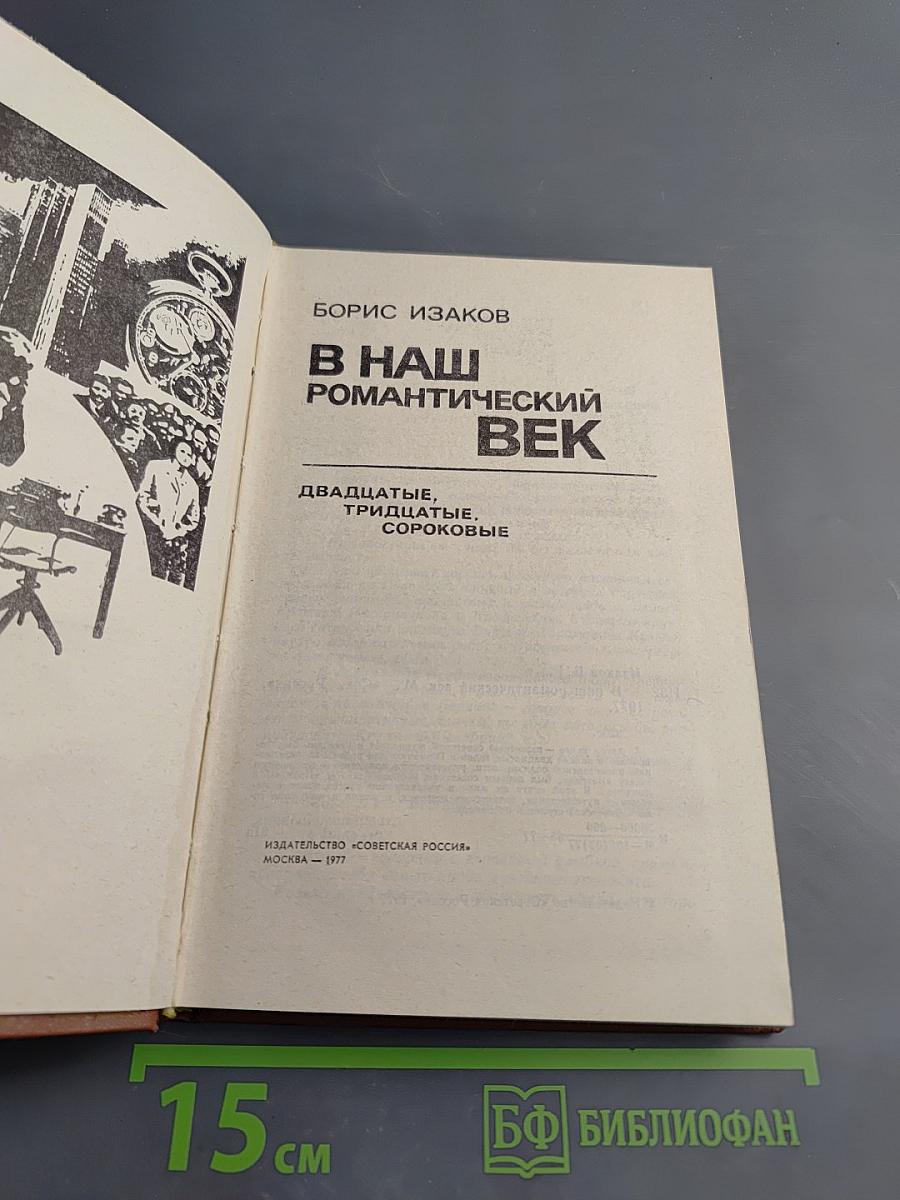 БОРИС ИЗАКОВ
В НАШ
РОМАНТИЧЕСКИЙ
ВЕК
ДВАДЦАТЫЕ,
ТРИДЦАТЫЕ,
СОРОКОВЫЕ
ИЗДАТЕЛЬСТВО «СОВЕТСКАЯ РОССИЯ»
МОСКВА — 1977
15 см
БФ БИБЛИОФАН